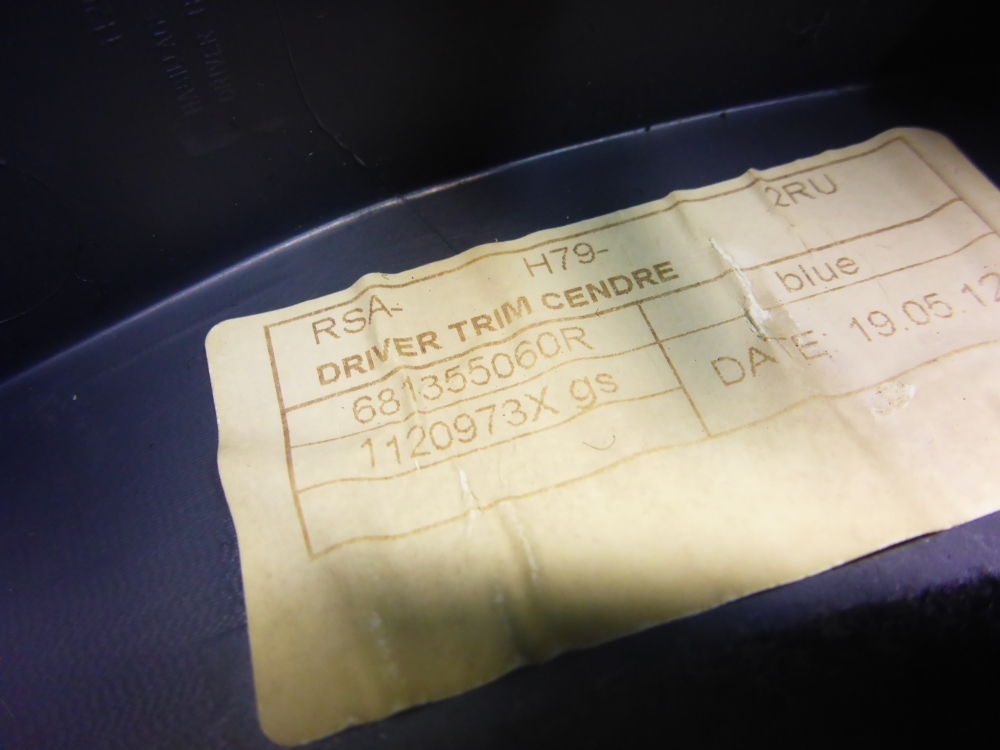 RSA- H79- 2RU
DRIVER TRIM CENDRE blue
681355060R DATE 19.05.12
1120973X gs